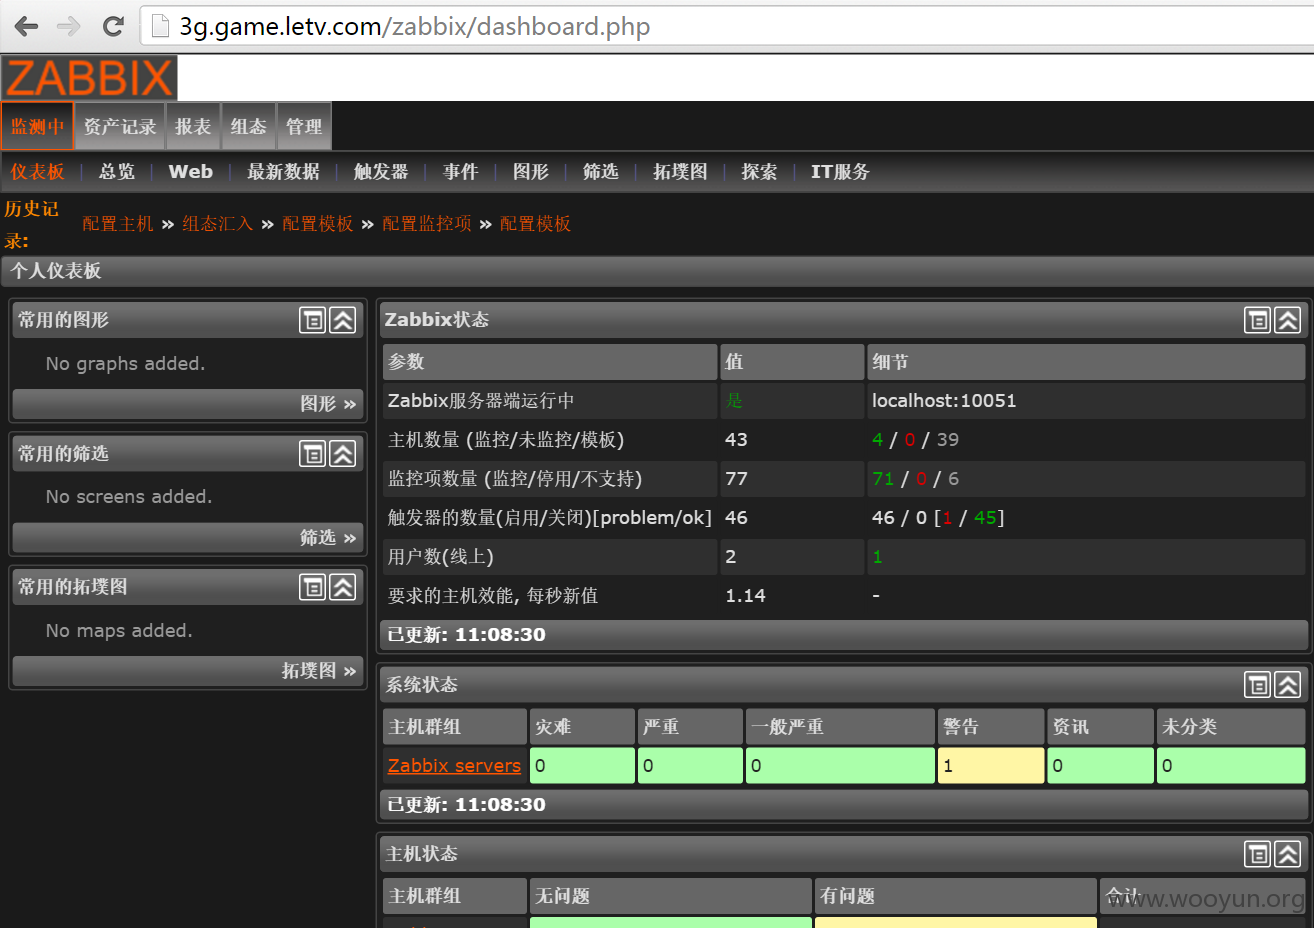 3g.game.letv.com/zabbix/dashboard.php
ZABBIX
监测中 资产记录 报表 组态 管理
仪表板 | 总览 | Web | 最新数据 | 触发器 | 事件 | 图形 | 筛选 | 拓墣图 | 探索 | IT服务
历史记录: 配置主机 » 组态汇入 » 配置模板 » 配置监控项 » 配置模板
个人仪表板
常用的图形
No graphs added.
图形 »
常用的筛选
No screens added.
筛选 »
常用的拓墣图
No maps added.
拓墣图 »
Zabbix状态
参数 值 细节
Zabbix服务器端运行中 是 localhost:10051
主机数量 (监控/未监控/模板) 43 4 / 0 / 39
监控项数量 (监控/停用/不支持) 77 71 / 0 / 6
触发器的数量(启用/关闭)[problem/ok] 46 46 / 0 [1 / 45]
用户数(线上) 2 1
要求的主机效能, 每秒新值 1.14 -
已更新: 11:08:30
系统状态
主机群组 灾难 严重 一般严重 警告 资讯 未分类
Zabbix servers 0 0 0 1 0 0
已更新: 11:08:30
主机状态
主机群组 无问题 有问题 合计
www.wooyun.org